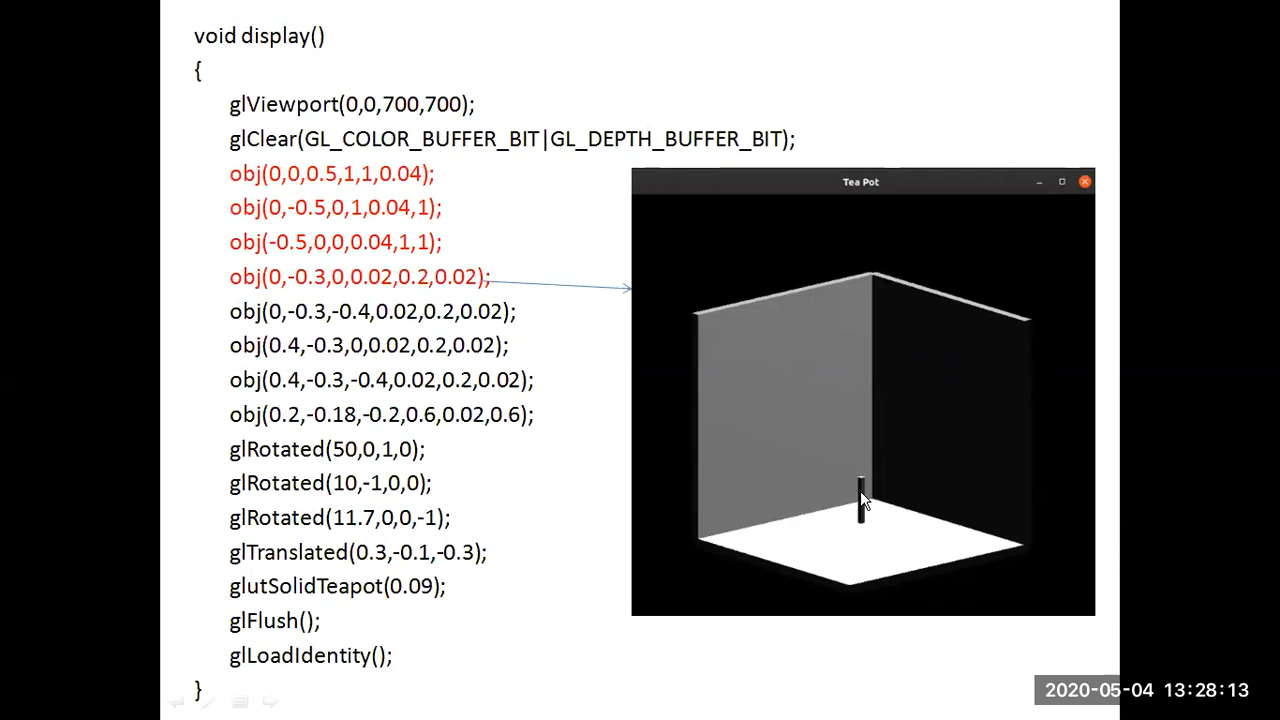 void display()
{
glViewport(0,0,700,700);
glClear(GL_COLOR_BUFFER_BIT|GL_DEPTH_BUFFER_BIT);
obj(0,0,0.5,1,1,0.04);
obj(0,-0.5,0,1,0.04,1);
obj(-0.5,0,0,0.04,1,1);
obj(0,-0.3,0,0.02,0.2,0.02);
obj(0,-0.3,-0.4,0.02,0.2,0.02);
obj(0.4,-0.3,0,0.02,0.2,0.02);
obj(0.4,-0.3,-0.4,0.02,0.2,0.02);
obj(0.2,-0.18,-0.2,0.6,0.02,0.6);
glRotated(50,0,1,0);
glRotated(10,-1,0,0);
glRotated(11.7,0,0,-1);
glTranslated(0.3,-0.1,-0.3);
glutSolidTeapot(0.09);
glFlush();
glLoadIdentity();
}
Tea Pot
2020-05-04 13:28:13